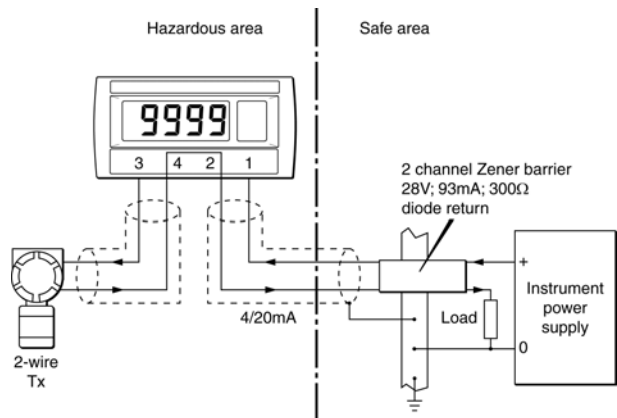 Hazardous area
Safe area
9999
3 4 2 1
2 channel Zener barrier
28V; 93mA; 300Ω
diode return
+
Instrument
power
supply
Load
0
4/20mA
2-wire
Tx